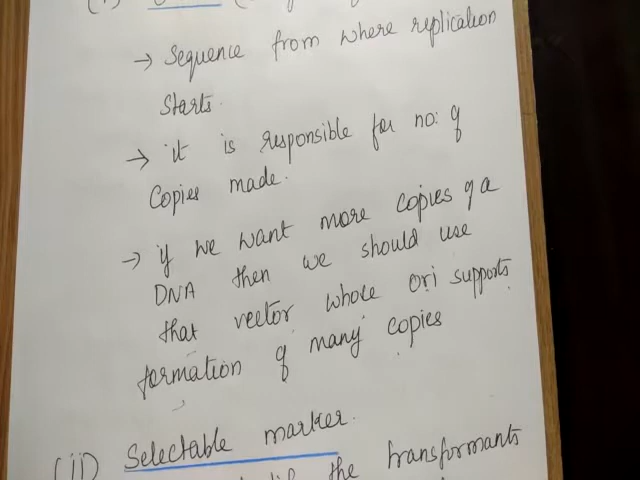 → Sequence from where replication
starts.
→ it is responsible for no: of
Copies made.
→ if we want more copies of a
DNA then we should use
that vector whose ori supports
formation of many copies
(ii) Selectable marker.
the transformants